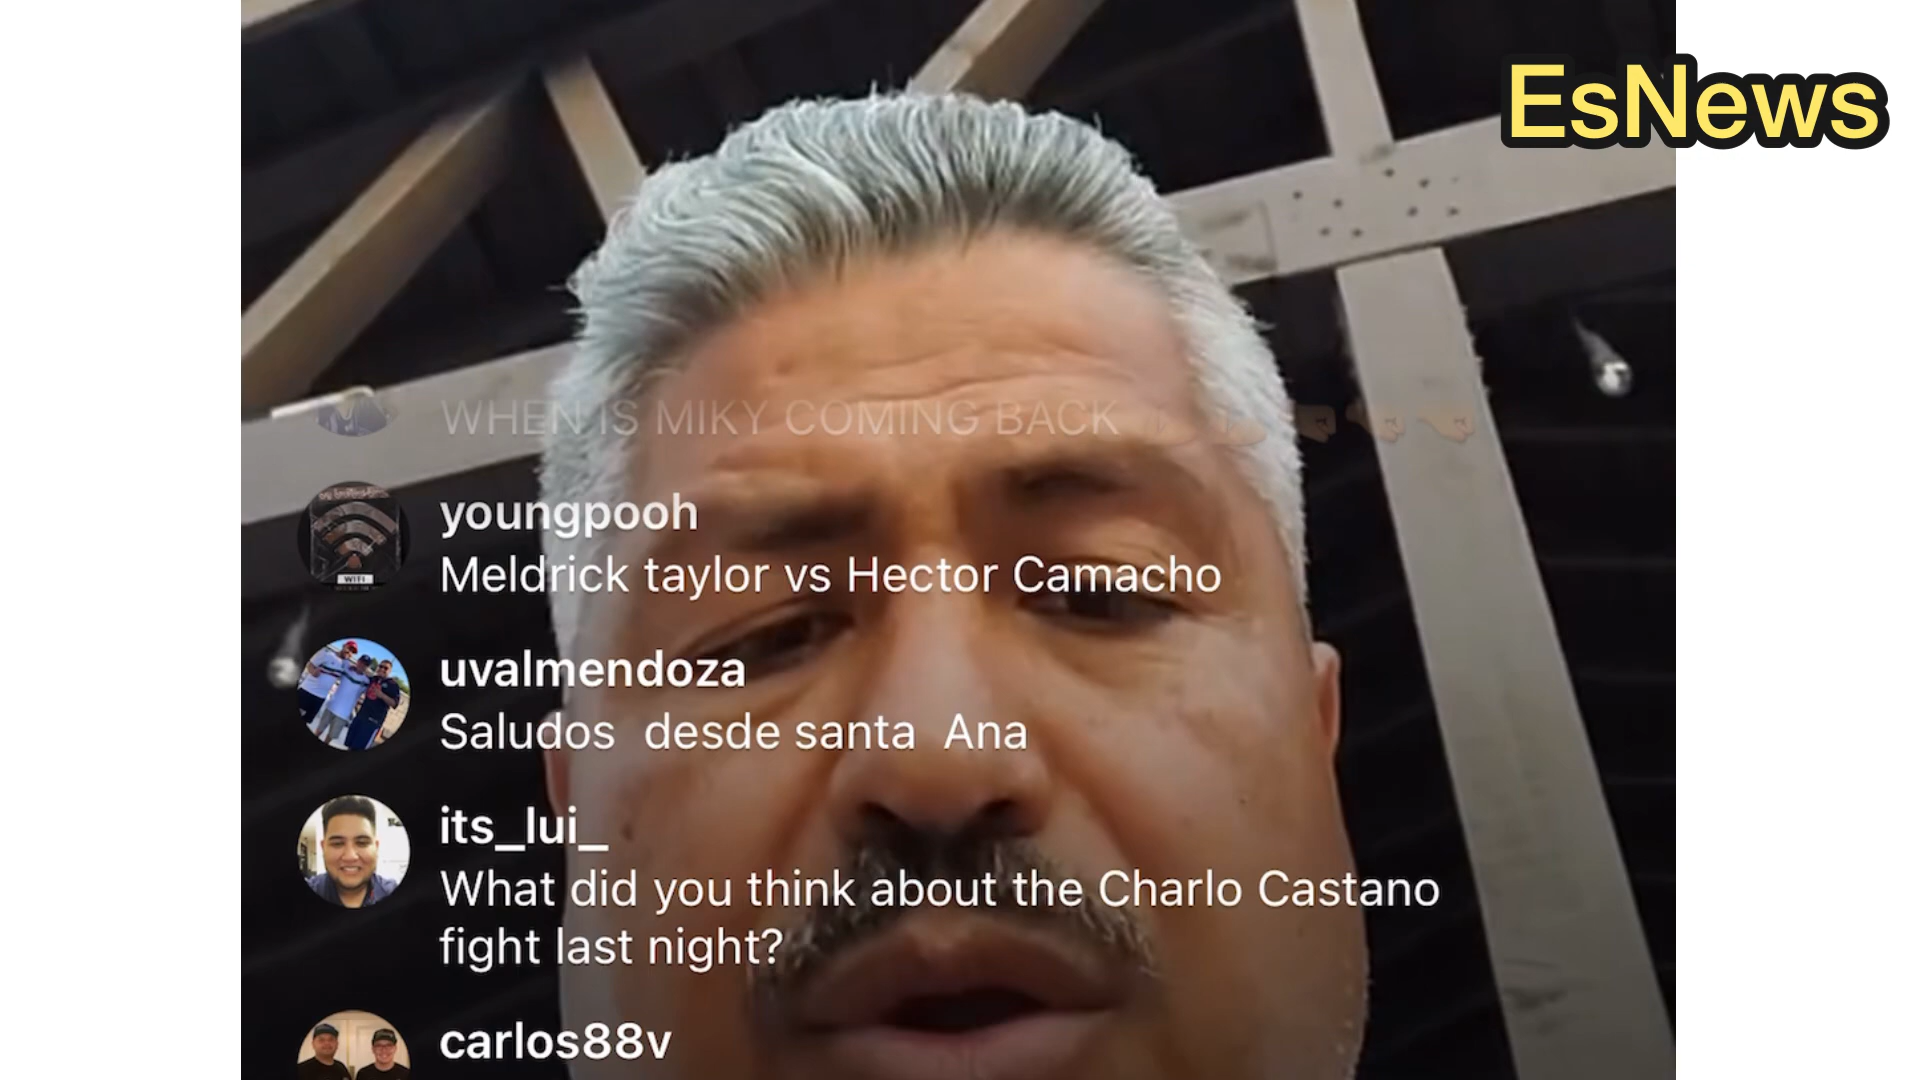 EsNews
WHEN IS MIKY COMING BACK
youngpooh
Meldrick taylor vs Hector Camacho
WIFI
uvalmendoza
Saludos desde santa Ana
its_lui_
What did you think about the Charlo Castano
fight last night?
carlos88v